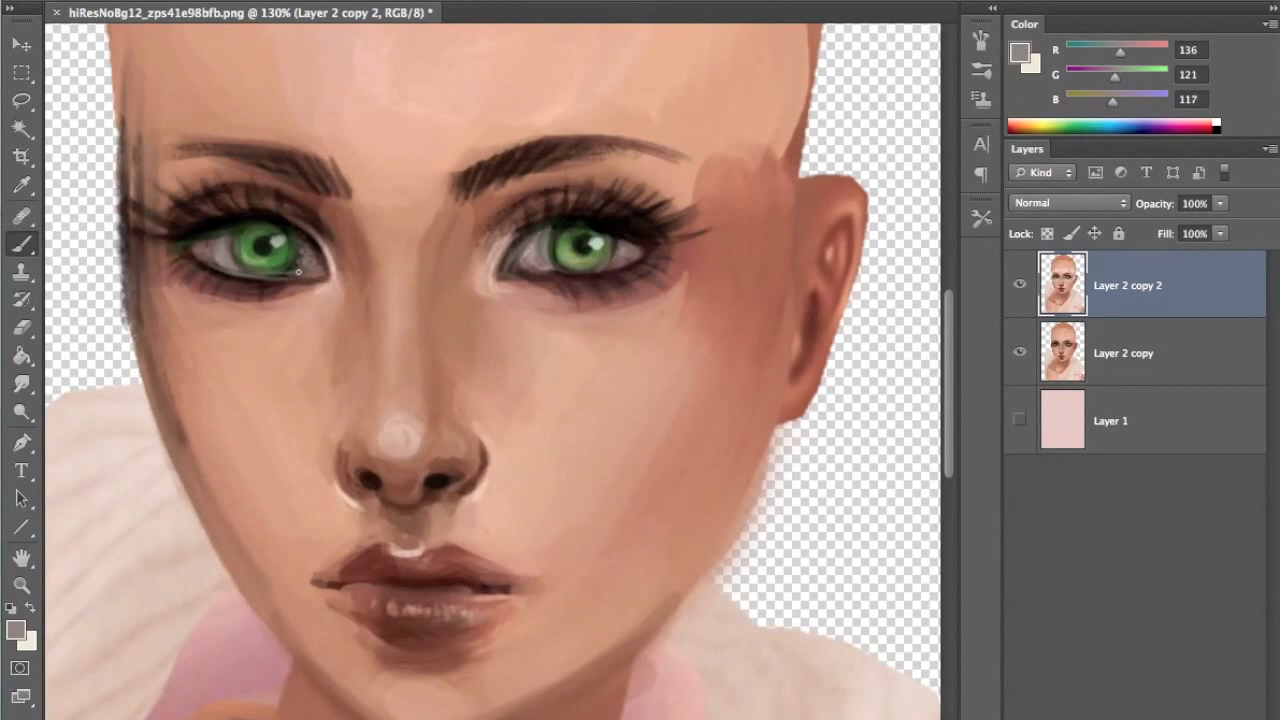 × hiResNoBg12_zps41e98bfb.png @ 130% (Layer 2 copy 2, RGB/8) *
Color
R 136
G 121
B 117
Layers
Kind
Normal Opacity: 100%
Lock: Fill: 100%
Layer 2 copy 2
Layer 2 copy
Layer 1